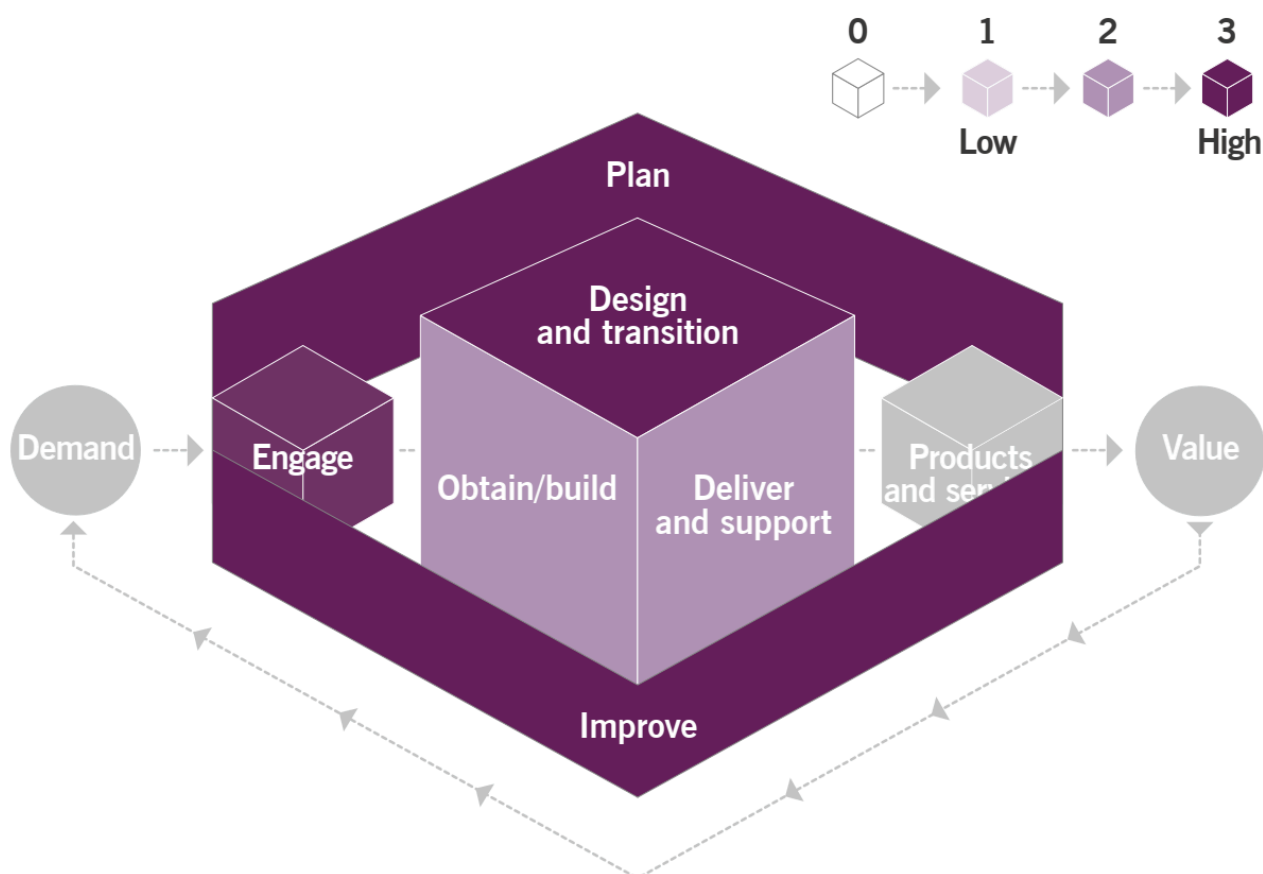 0 1 2 3
Low High
Plan
Design
and transition
Demand
Engage
Obtain/build
Deliver
and support
Products
and
Value
Improve